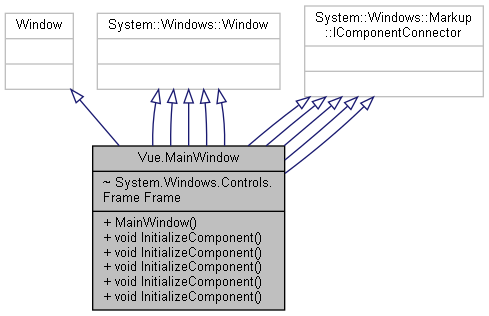 Window
System::Windows::Window
System::Windows::Markup
::IComponentConnector
Vue.MainWindow
~ System.Windows.Controls.
Frame Frame
+ MainWindow()
+ void InitializeComponent()
+ void InitializeComponent()
+ void InitializeComponent()
+ void InitializeComponent()
+ void InitializeComponent()